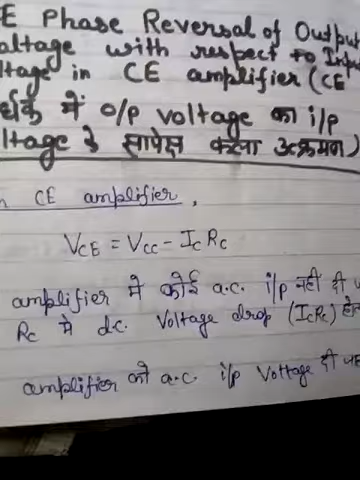 E Phase Reversal of Output
oltage with respect to Inpu
ltage in CE amplifier (CE
र्धक में o/p voltage का i/p
ltage के सापेक्ष कला उत्क्रमण)
n CE amplifier,
VCE = VCC - IC RC
amplifier में कोई a.c. i/p नहीं दी
RC में d.c. Voltage drop (ICRC)
amplifier को a.c. i/p Voltage दी